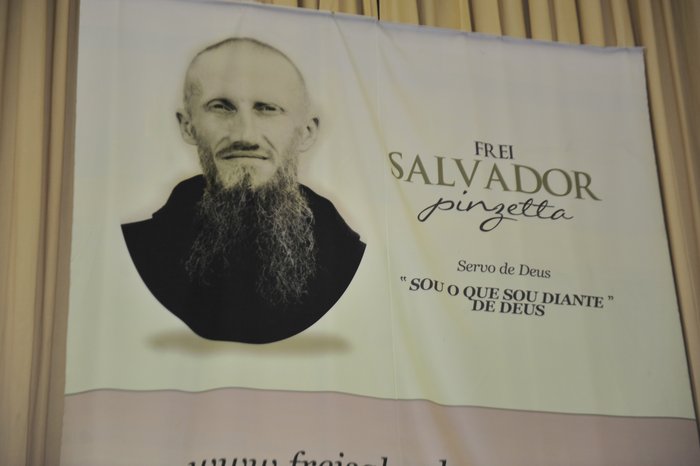 FREI
SALVADOR
pinzetta
Servo de Deus
" SOU O QUE SOU DIANTE "
DE DEUS